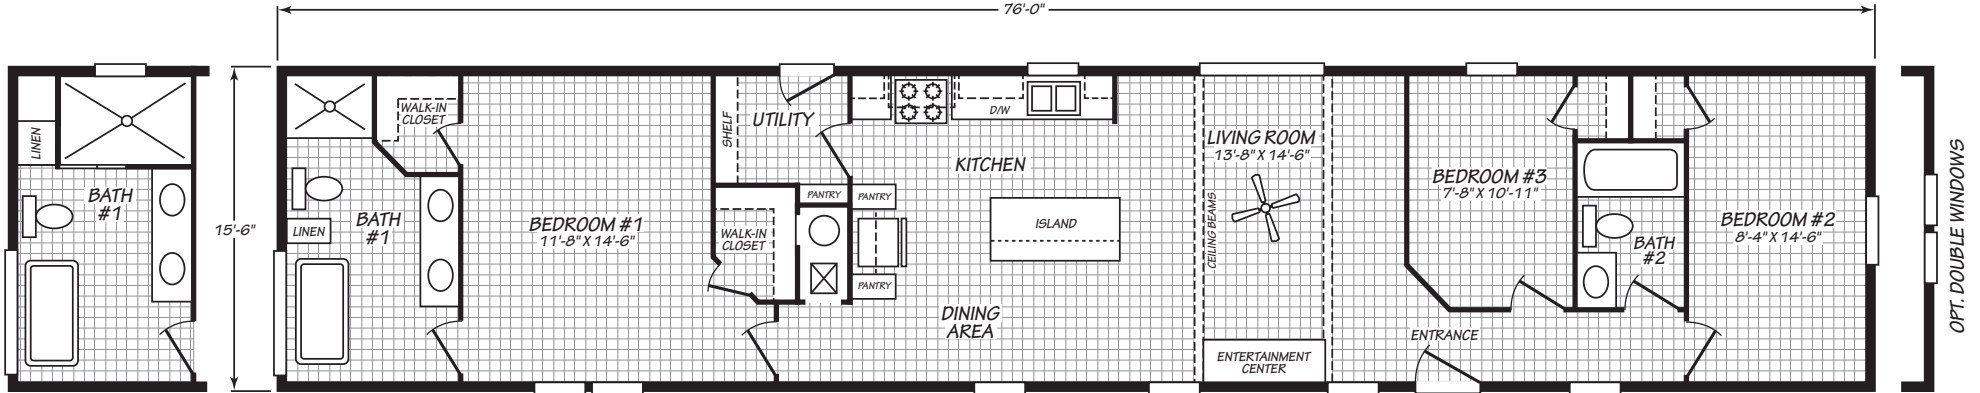 76'-0"
LINEN
BATH
#1
15'-6"
WALK-IN
CLOSET
LINEN
BATH
#1
BEDROOM #1
11'-8" X 14'-6"
SHELF
UTILITY
WALK-IN
CLOSET
PANTRY
PANTRY
PANTRY
D/W
KITCHEN
ISLAND
DINING
AREA
LIVING ROOM
13'-8" X 14'-6"
CEILING BEAMS
ENTERTAINMENT
CENTER
BEDROOM #3
7'-8" X 10'-11"
ENTRANCE
BATH
#2
BEDROOM #2
8'-4" X 14'-6"
OPT. DOUBLE WINDOWS